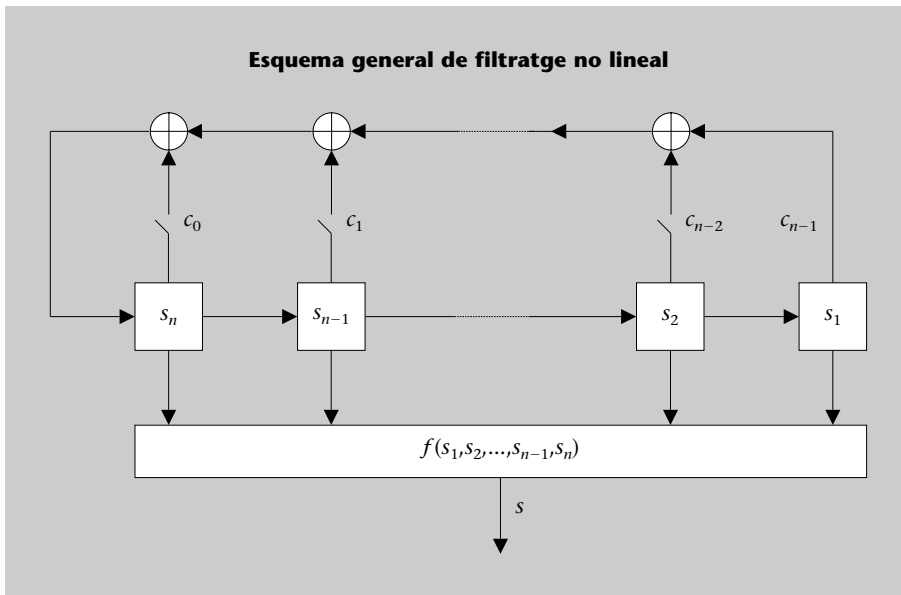 Esquema general de filtratge no lineal
c₀ c₁ cₙ₋₂ cₙ₋₁
sₙ sₙ₋₁ s₂ s₁
f(s₁,s₂,...,sₙ₋₁,sₙ)
s